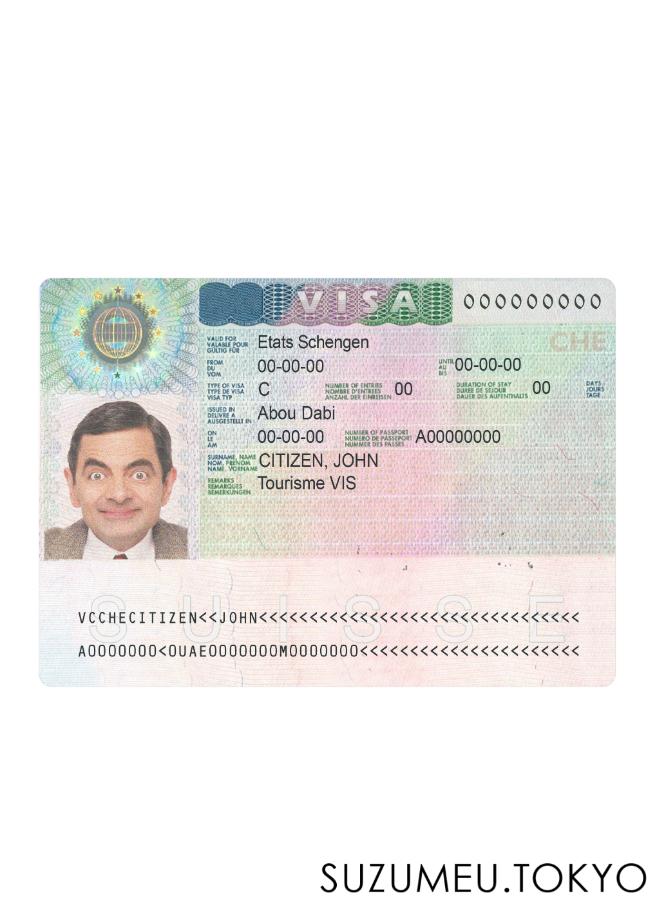 VISA
000000000
CHE
VALID FOR
VALABLE POUR
GÜLTIG FÜR
Etats Schengen
FROM
DU
VOM
00-00-00
UNTIL
AU
BIS
00-00-00
TYPE OF VISA
TYPE DE VISA
VISA TYP
C
NUMBER OF ENTRIES
NOMBRE D'ENTREES
ANZAHL DER EINREISEN
00
DURATION OF STAY
DUREE DE SEJOUR
DAUER DES AUFENTHALTS
00
DAYS
JOURS
TAGE
ISSUED IN
DELIVRE A
AUSGESTELLT IN
Abou Dabi
ON
LE
AM
00-00-00
NUMBER OF PASSPORT
NUMERO DE PASSEPORT
NUMMER DES PASSES
A00000000
SURNAME, NAME
NOM, PRENOM
NAME, VORNAME
CITIZEN, JOHN
REMARKS
REMARQUES
BEMERKUNGEN
Tourisme VIS
SUISSE
VCCHECITIZEN<<JOHN<<<<<<<<<<<<<<<<<<<<<<<<<<
A0000000<0UAE0000000M0000000<<<<<<<<<<<<<<<<
SUZUMEU.TOKYO